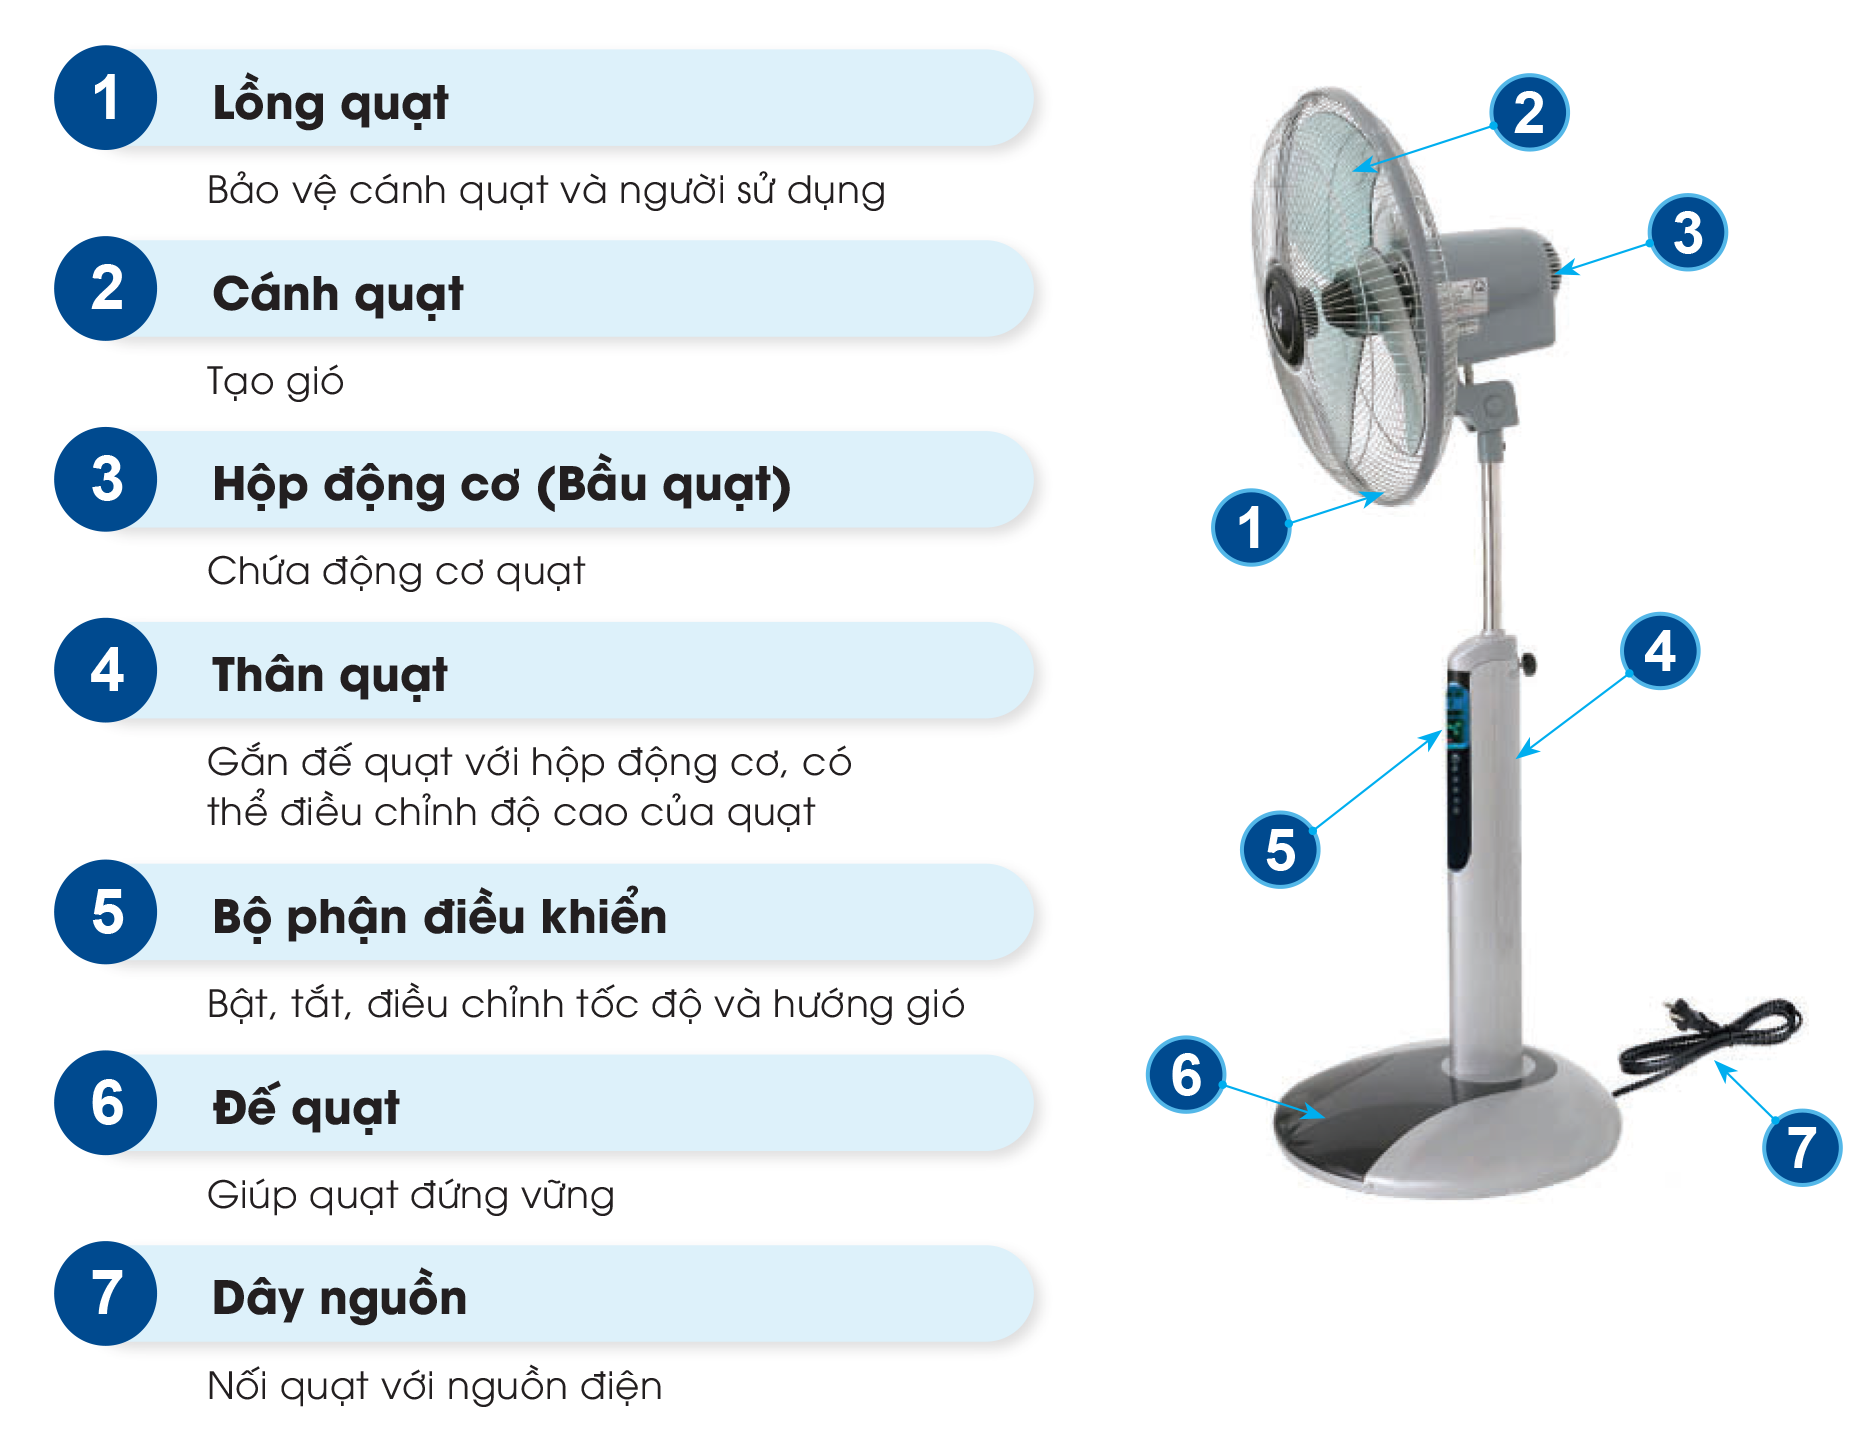 1 Lồng quạt
Bảo vệ cánh quạt và người sử dụng
2 Cánh quạt
Tạo gió
3 Hộp động cơ (Bầu quạt)
Chứa động cơ quạt
4 Thân quạt
Gắn đế quạt với hộp động cơ, có
thể điều chỉnh độ cao của quạt
5 Bộ phận điều khiển
Bật, tắt, điều chỉnh tốc độ và hướng gió
6 Đế quạt
Giúp quạt đứng vững
7 Dây nguồn
Nối quạt với nguồn điện
2
3
1
4
5
6
7